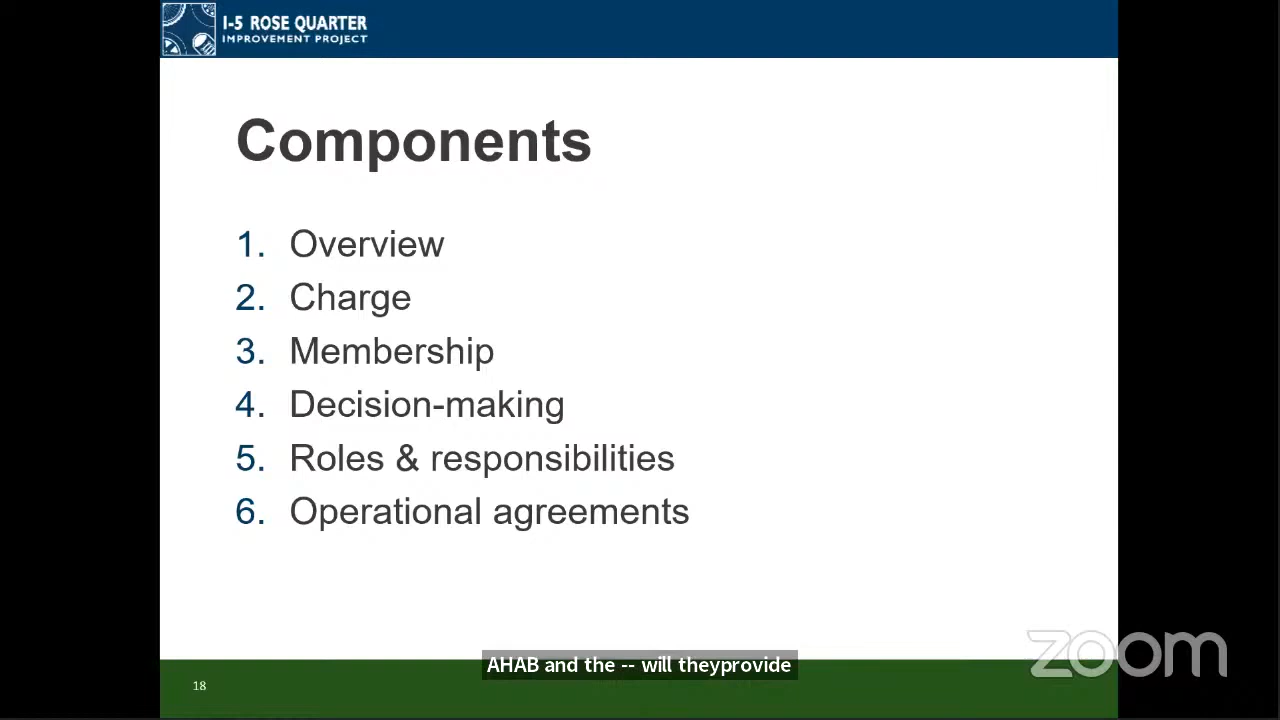 I-5 ROSE QUARTER
IMPROVEMENT PROJECT
Components
1. Overview
2. Charge
3. Membership
4. Decision-making
5. Roles & responsibilities
6. Operational agreements
AHAB and the -- will theyprovide
zoom
18